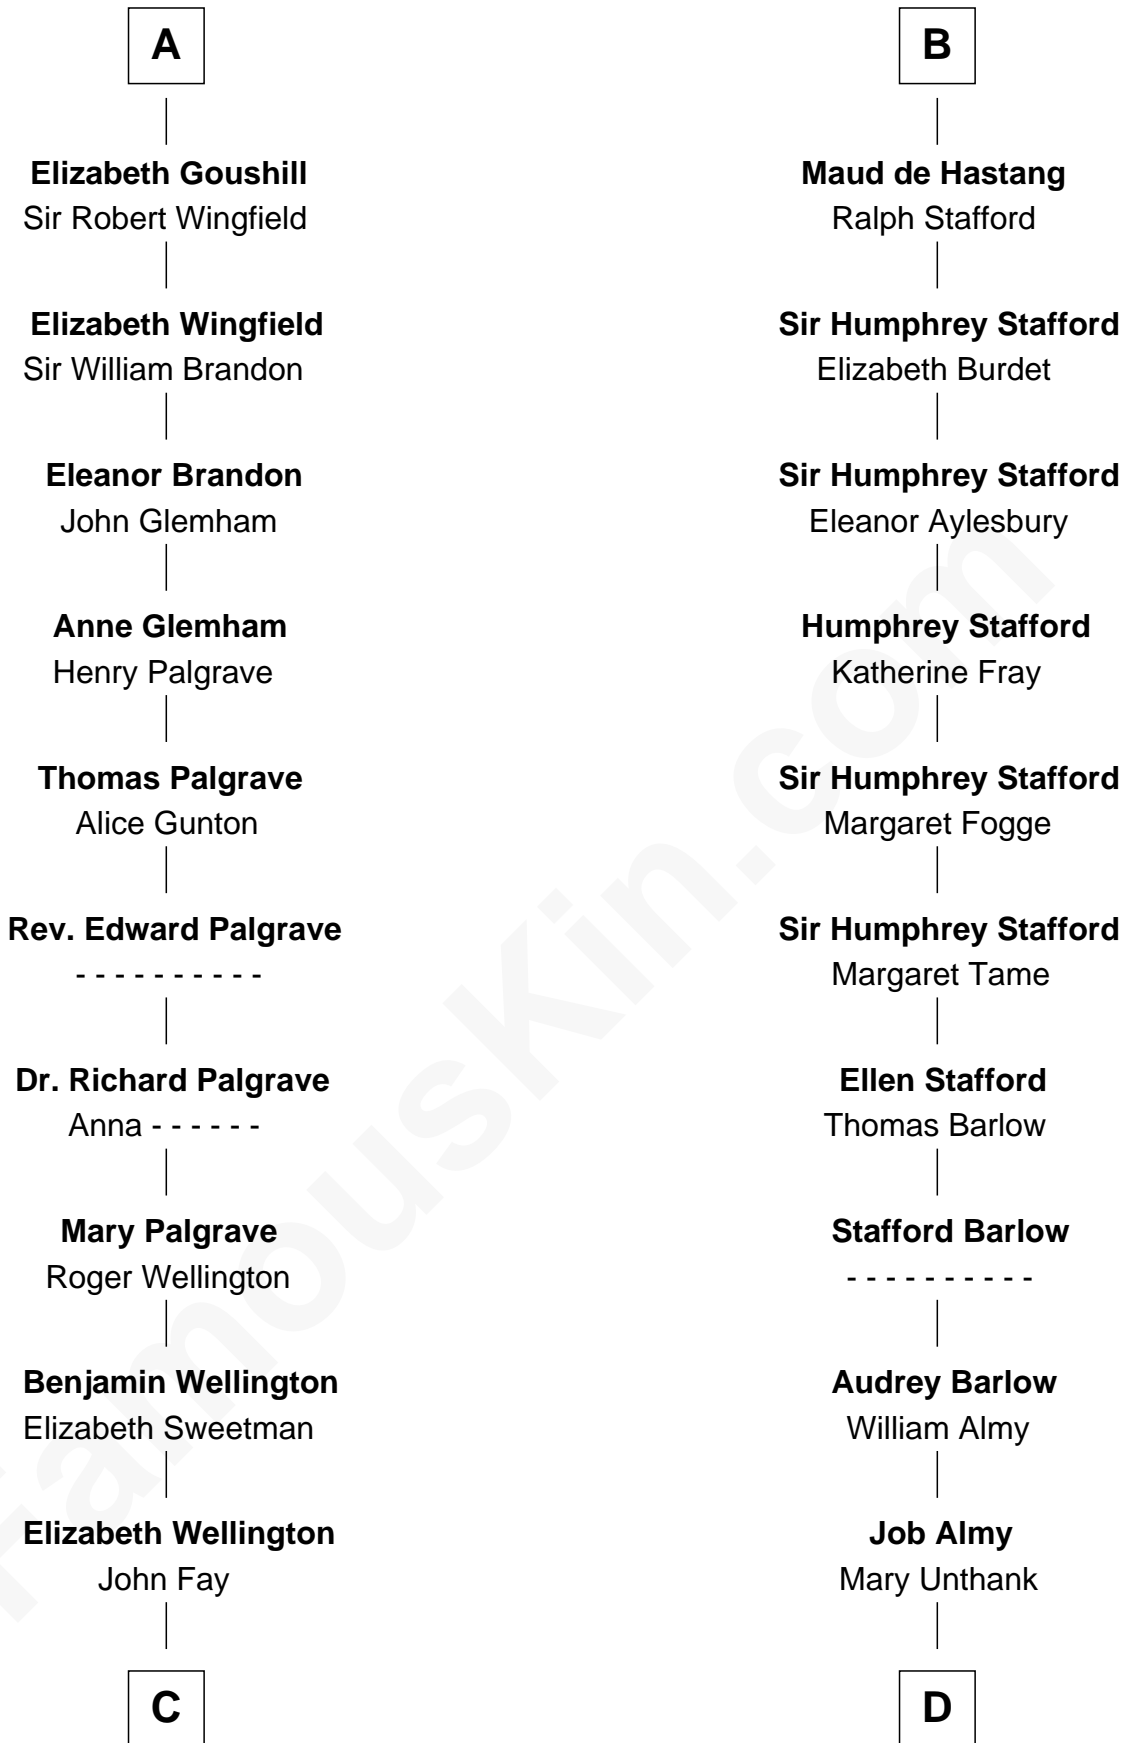 A
Elizabeth Goushill
Sir Robert Wingfield
Elizabeth Wingfield
Sir William Brandon
Eleanor Brandon
John Glemham
Anne Glemham
Henry Palgrave
Thomas Palgrave
Alice Gunton
Rev. Edward Palgrave
- - - - - - - - - -
Dr. Richard Palgrave
Anna - - - - - -
Mary Palgrave
Roger Wellington
Benjamin Wellington
Elizabeth Sweetman
Elizabeth Wellington
John Fay
C
B
Maud de Hastang
Ralph Stafford
Sir Humphrey Stafford
Elizabeth Burdet
Sir Humphrey Stafford
Eleanor Aylesbury
Humphrey Stafford
Katherine Fray
Sir Humphrey Stafford
Margaret Fogge
Sir Humphrey Stafford
Margaret Tame
Ellen Stafford
Thomas Barlow
Stafford Barlow
- - - - - - - - - -
Audrey Barlow
William Almy
Job Almy
Mary Unthank
D
FamousKin.com